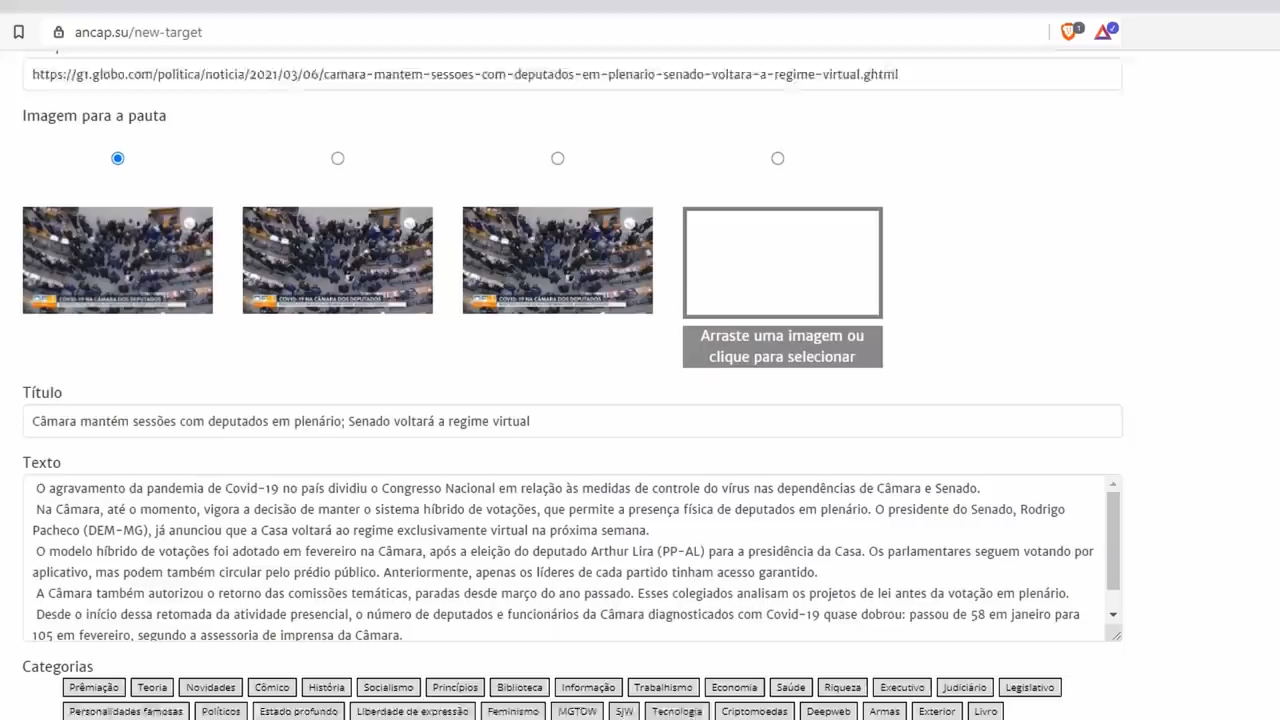 ancap.su/new-target
https://g1.globo.com/politica/noticia/2021/03/06/camara-mantem-sessoes-com-deputados-em-plenario-senado-voltara-a-regime-virtual.ghtml
Imagem para a pauta
COVID-19 NA CÂMARA DOS DEPUTADOS
COVID-19 NA CÂMARA DOS DEPUTADOS
COVID-19 NA CÂMARA DOS DEPUTADOS
Arraste uma imagem ou
clique para selecionar
Título
Câmara mantém sessões com deputados em plenário; Senado voltará a regime virtual
Texto
O agravamento da pandemia de Covid-19 no país dividiu o Congresso Nacional em relação às medidas de controle do vírus nas dependências de Câmara e Senado.
Na Câmara, até o momento, vigora a decisão de manter o sistema híbrido de votações, que permite a presença física de deputados em plenário. O presidente do Senado, Rodrigo
Pacheco (DEM-MG), já anunciou que a Casa voltará ao regime exclusivamente virtual na próxima semana.
O modelo híbrido de votações foi adotado em fevereiro na Câmara, após a eleição do deputado Arthur Lira (PP-AL) para a presidência da Casa. Os parlamentares seguem votando por
aplicativo, mas podem também circular pelo prédio público. Anteriormente, apenas os líderes de cada partido tinham acesso garantido.
A Câmara também autorizou o retorno das comissões temáticas, paradas desde março do ano passado. Esses colegiados analisam os projetos de lei antes da votação em plenário.
Desde o início dessa retomada da atividade presencial, o número de deputados e funcionários da Câmara diagnosticados com Covid-19 quase dobrou: passou de 58 em janeiro para
105 em fevereiro, segundo a assessoria de imprensa da Câmara.
Categorias
Prêmiação Teoria Novidades Cômico História Socialismo Princípios Biblioteca Informação Trabalhismo Economia Saúde Riqueza Executivo Judiciário Legislativo
Personalidades famosas Políticos Estado profundo Liberdade de expressão Feminismo MGTOW SJW Tecnologia Criptomoedas Deepweb Armas Exterior Livro